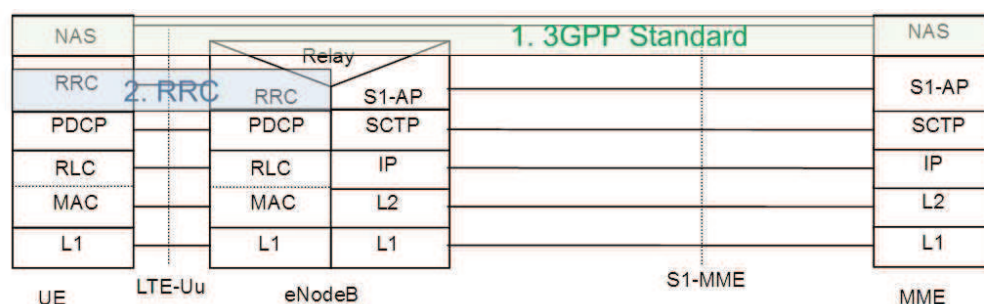 NAS 1. 3GPP Standard NAS
Relay
RRC 2. RRC RRC S1-AP S1-AP
PDCP PDCP SCTP SCTP
RLC RLC IP IP
MAC MAC L2 L2
L1 L1 L1 L1
UE LTE-Uu eNodeB S1-MME MME